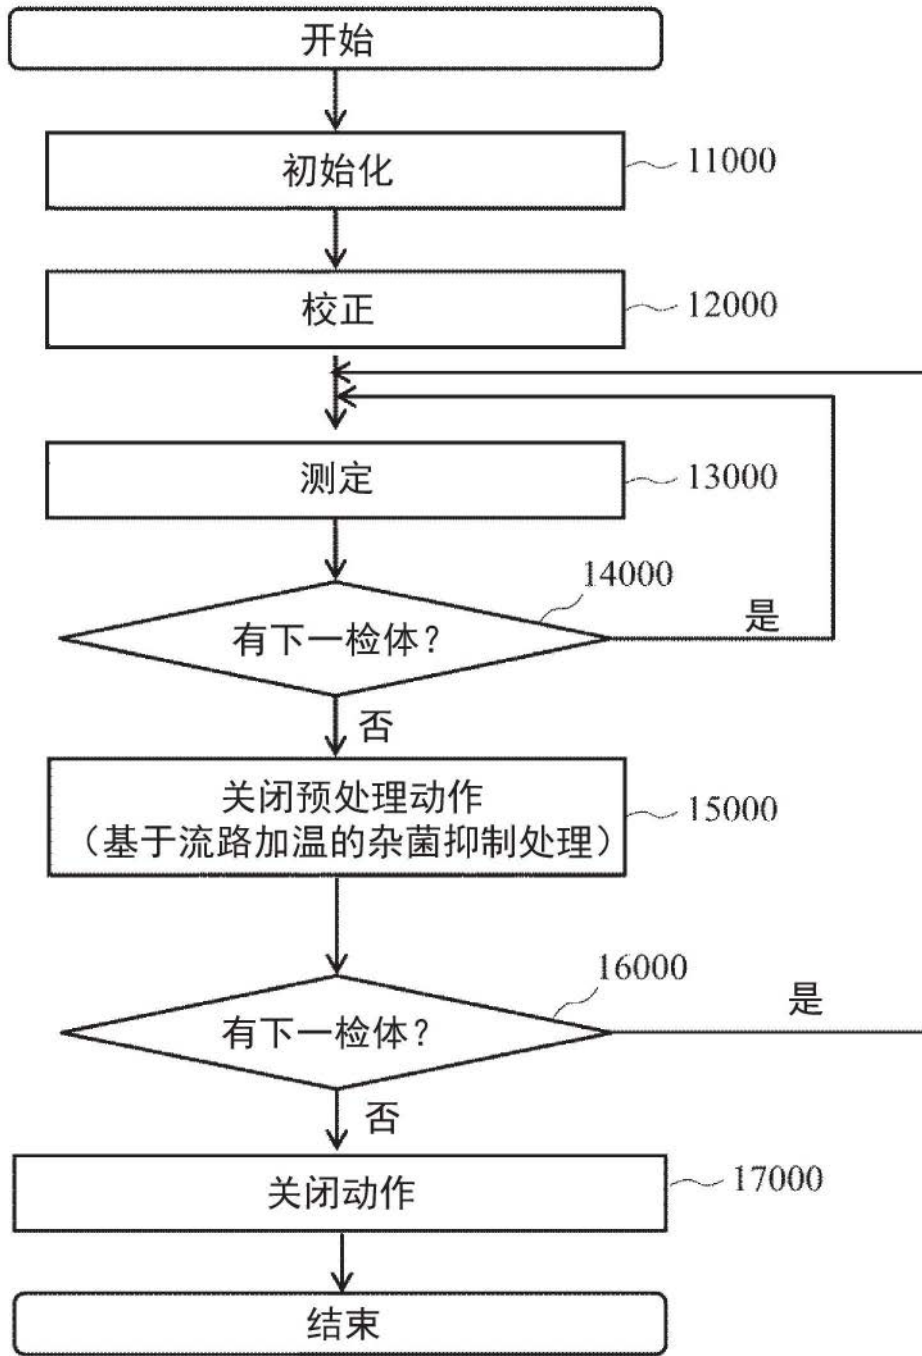 开始
初始化
11000
校正
12000
测定
13000
14000
有下一检体?
是
否
关闭预处理动作
(基于流路加温的杂菌抑制处理)
15000
16000
有下一检体?
是
否
关闭动作
17000
结束